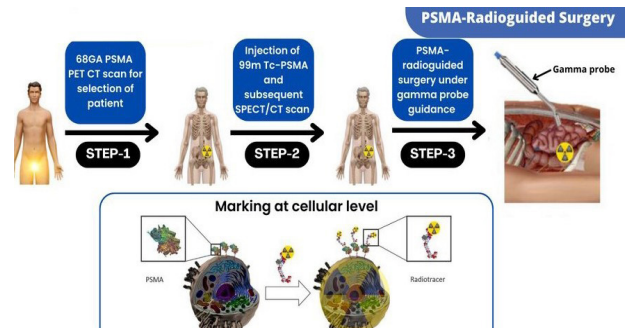 PSMA-Radioguided Surgery
68GA PSMA
PET CT scan for
selection of
patient
STEP-1
Injection of
99m Tc-PSMA
and
subsequent
SPECT/CT scan
STEP-2
PSMA-
radioguided
surgery under
gamma probe
guidance
STEP-3
Gamma probe
Marking at cellular level
PSMA
Radiotracer